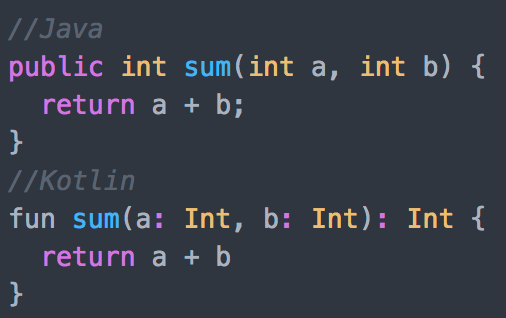 //Java
public int sum(int a, int b) {
  return a + b;
}
//Kotlin
fun sum(a: Int, b: Int): Int {
  return a + b
}